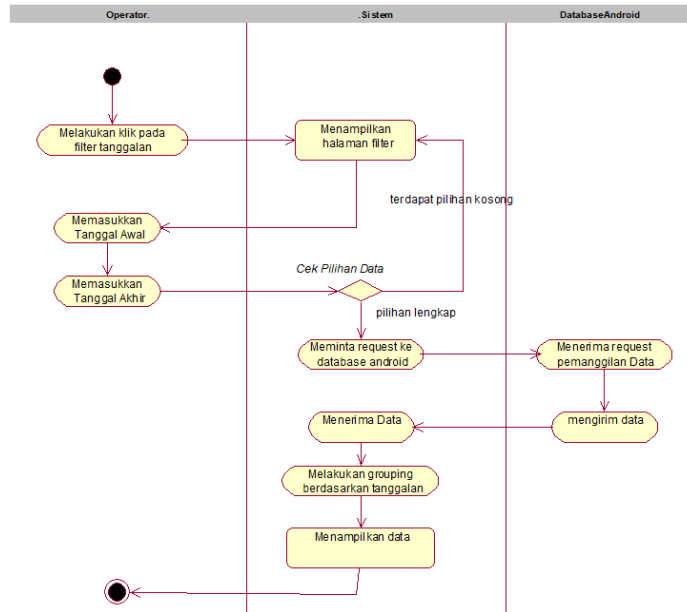 Operator.
.Sistem
DatabaseAndroid
Melakukan klik pada
filter tanggalan
Menampilkan
halaman filter
terdapat pilihan kosong
Memasukkan
Tanggal Awal
Cek Pilihan Data
Memasukkan
Tanggal Akhir
pilihan lengkap
Meminta request ke
database android
Menerima request
pemanggilan Data
Menerima Data
mengirim data
Melakukan grouping
berdasarkan tanggalan
Menampilkan data